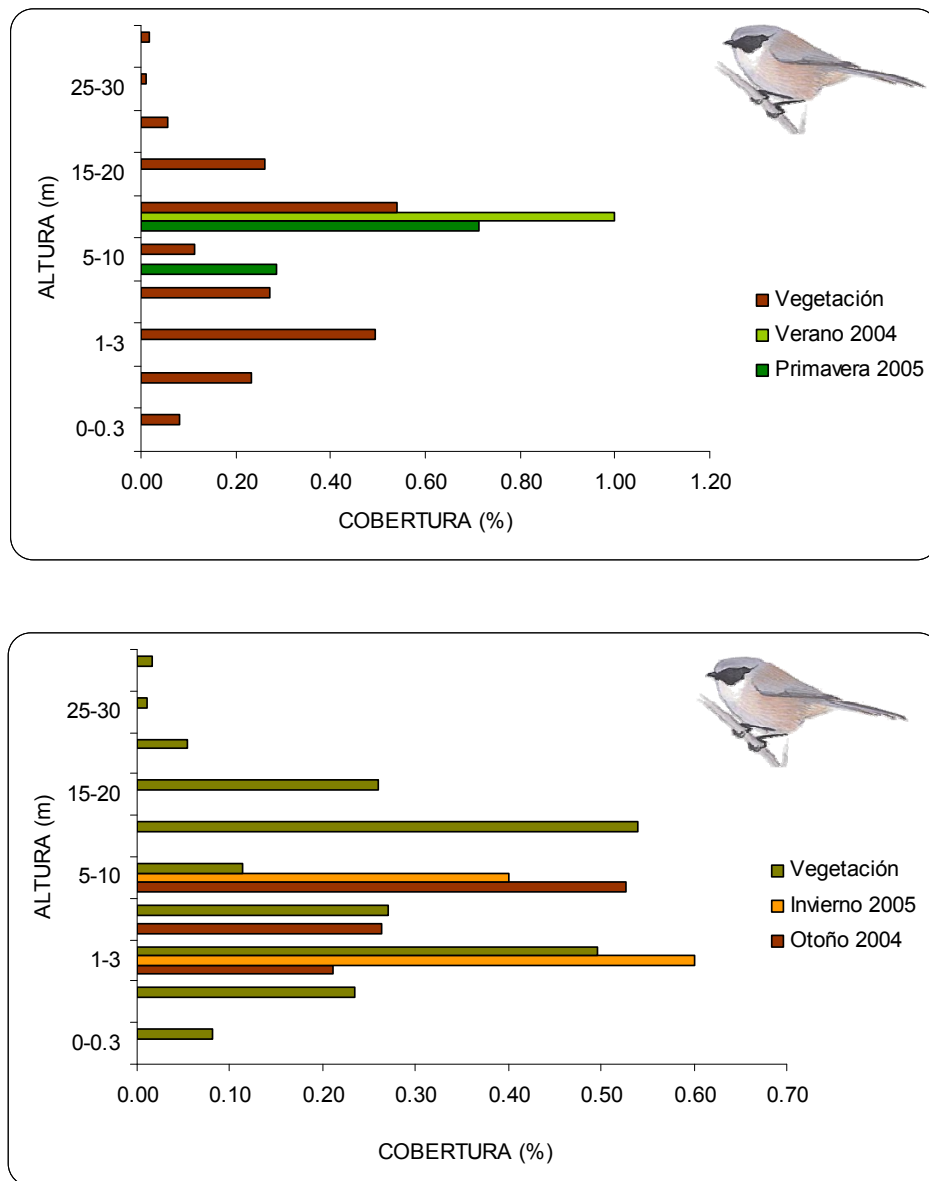 ALTURA (m)
25-30
15-20
5-10
1-3
0-0.3
0.00 0.20 0.40 0.60 0.80 1.00 1.20
COBERTURA (%)
Vegetación
Verano 2004
Primavera 2005
ALTURA (m)
25-30
15-20
5-10
1-3
0-0.3
0.00 0.10 0.20 0.30 0.40 0.50 0.60 0.70
COBERTURA (%)
Vegetación
Invierno 2005
Otoño 2004